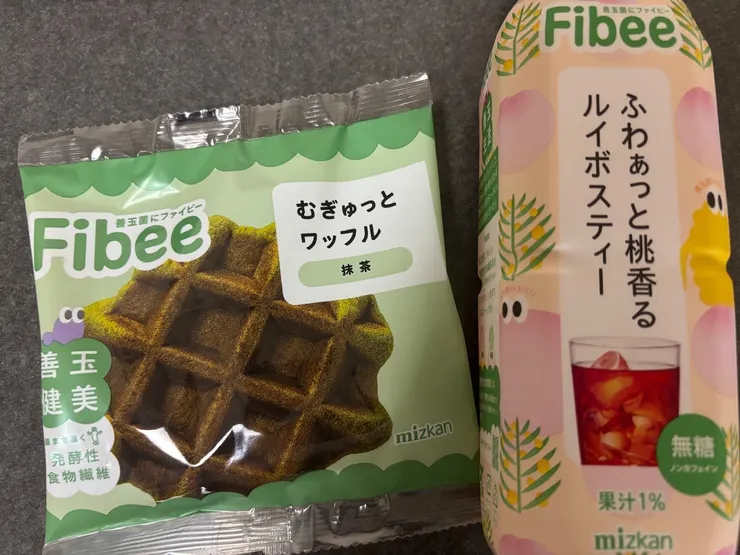 善玉菌にファイビー
Fibee
むぎゅっと
ワッフル
抹茶
善玉
健美
発酵性
食物繊維
mizkan
善玉菌にファイビー
Fibee
ふわぁっと桃香る
ルイボスティー
無糖
ノンカフェイン
果汁1%
mizkan